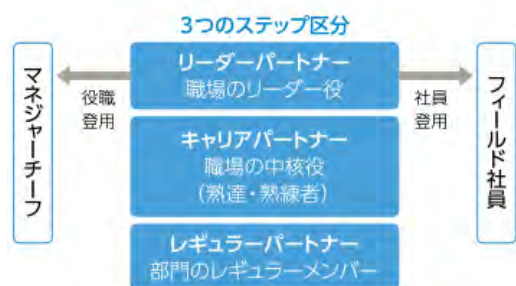 3つのステップ区分
リーダーパートナー
職場のリーダー役
マネジャーチーフ
役職
登用
社員
登用
フィールド社員
キャリアパートナー
職場の中核役
(熟達・熟練者)
レギュラーパートナー
部門のレギュラーメンバー